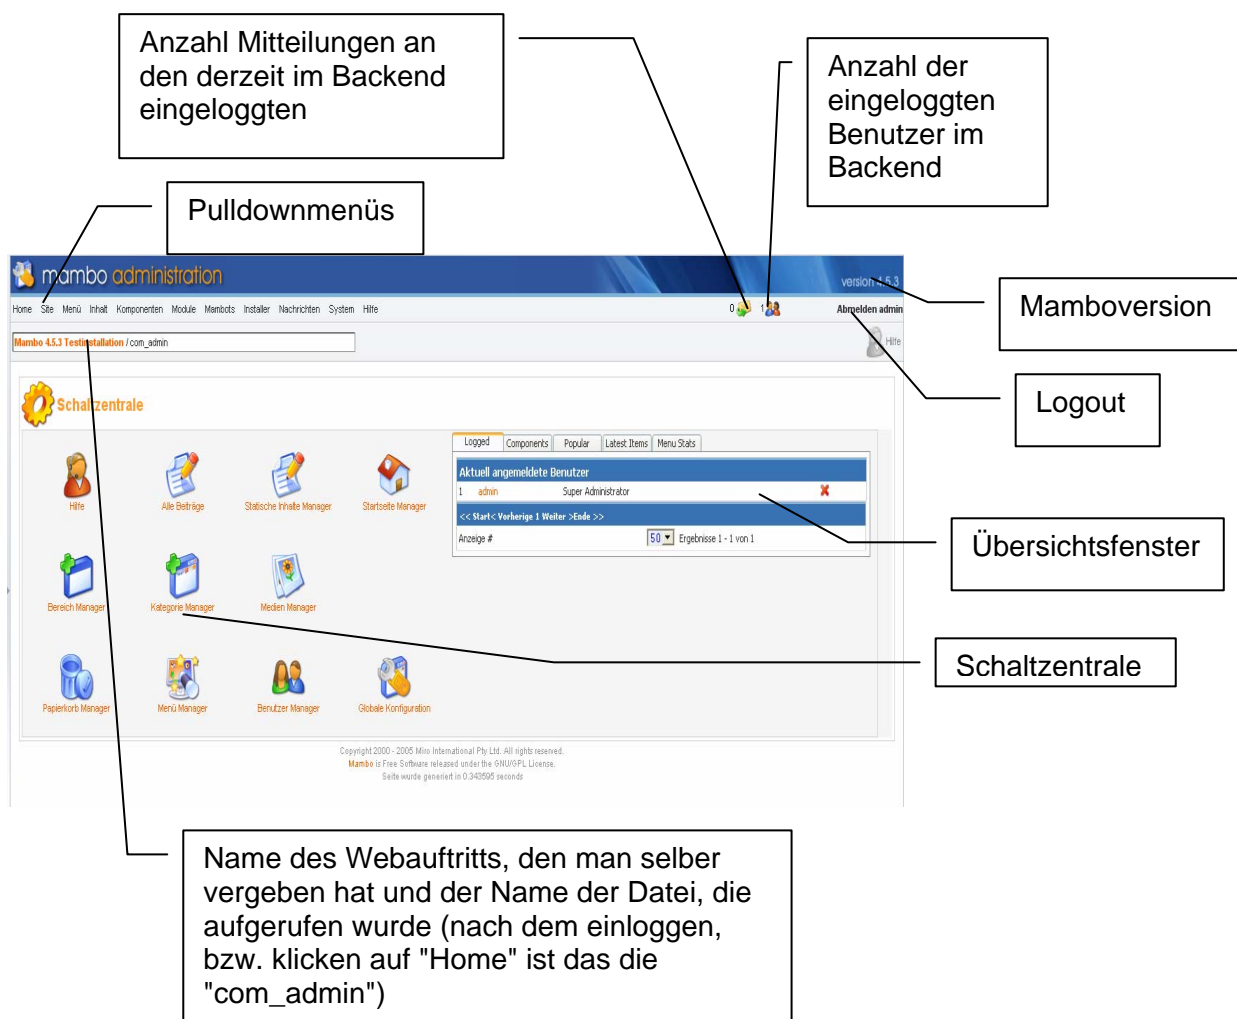 Anzahl Mitteilungen an
den derzeit im Backend
eingeloggten
Anzahl der
eingeloggten
Benutzer im
Backend
Pulldownmenüs
mambo administration
version 4.5.3
Mamboversion
Home Site Menü Inhalt Komponenten Module Mambots Installer Nachrichten System Hilfe
0 1 Abmelden admin
Mambo 4.5.3 Testinstallation / com_admin
Hilfe
Logout
Schaltzentrale
Logged Components Popular Latest Items Menu Stats
Aktuell angemeldete Benutzer
1 admin Super Administrator
<< Start< Vorherige 1 Weiter >Ende >>
Anzeige # 50 Ergebnisse 1 - 1 von 1
Hilfe Alle Beiträge Statische Inhalte Manager Startseite Manager
Übersichtsfenster
Bereich Manager Kategorie Manager Medien Manager
Schaltzentrale
Papierkorb Manager Menü Manager Benutzer Manager Globale Konfiguration
Copyright 2000 - 2005 Miro International Pty Ltd. All rights reserved.
Mambo is Free Software released under the GNU/GPL License.
Seite wurde generiert in 0.343595 seconds
Name des Webauftritts, den man selber
vergeben hat und der Name der Datei, die
aufgerufen wurde (nach dem einloggen,
bzw. klicken auf "Home" ist das die
"com_admin")